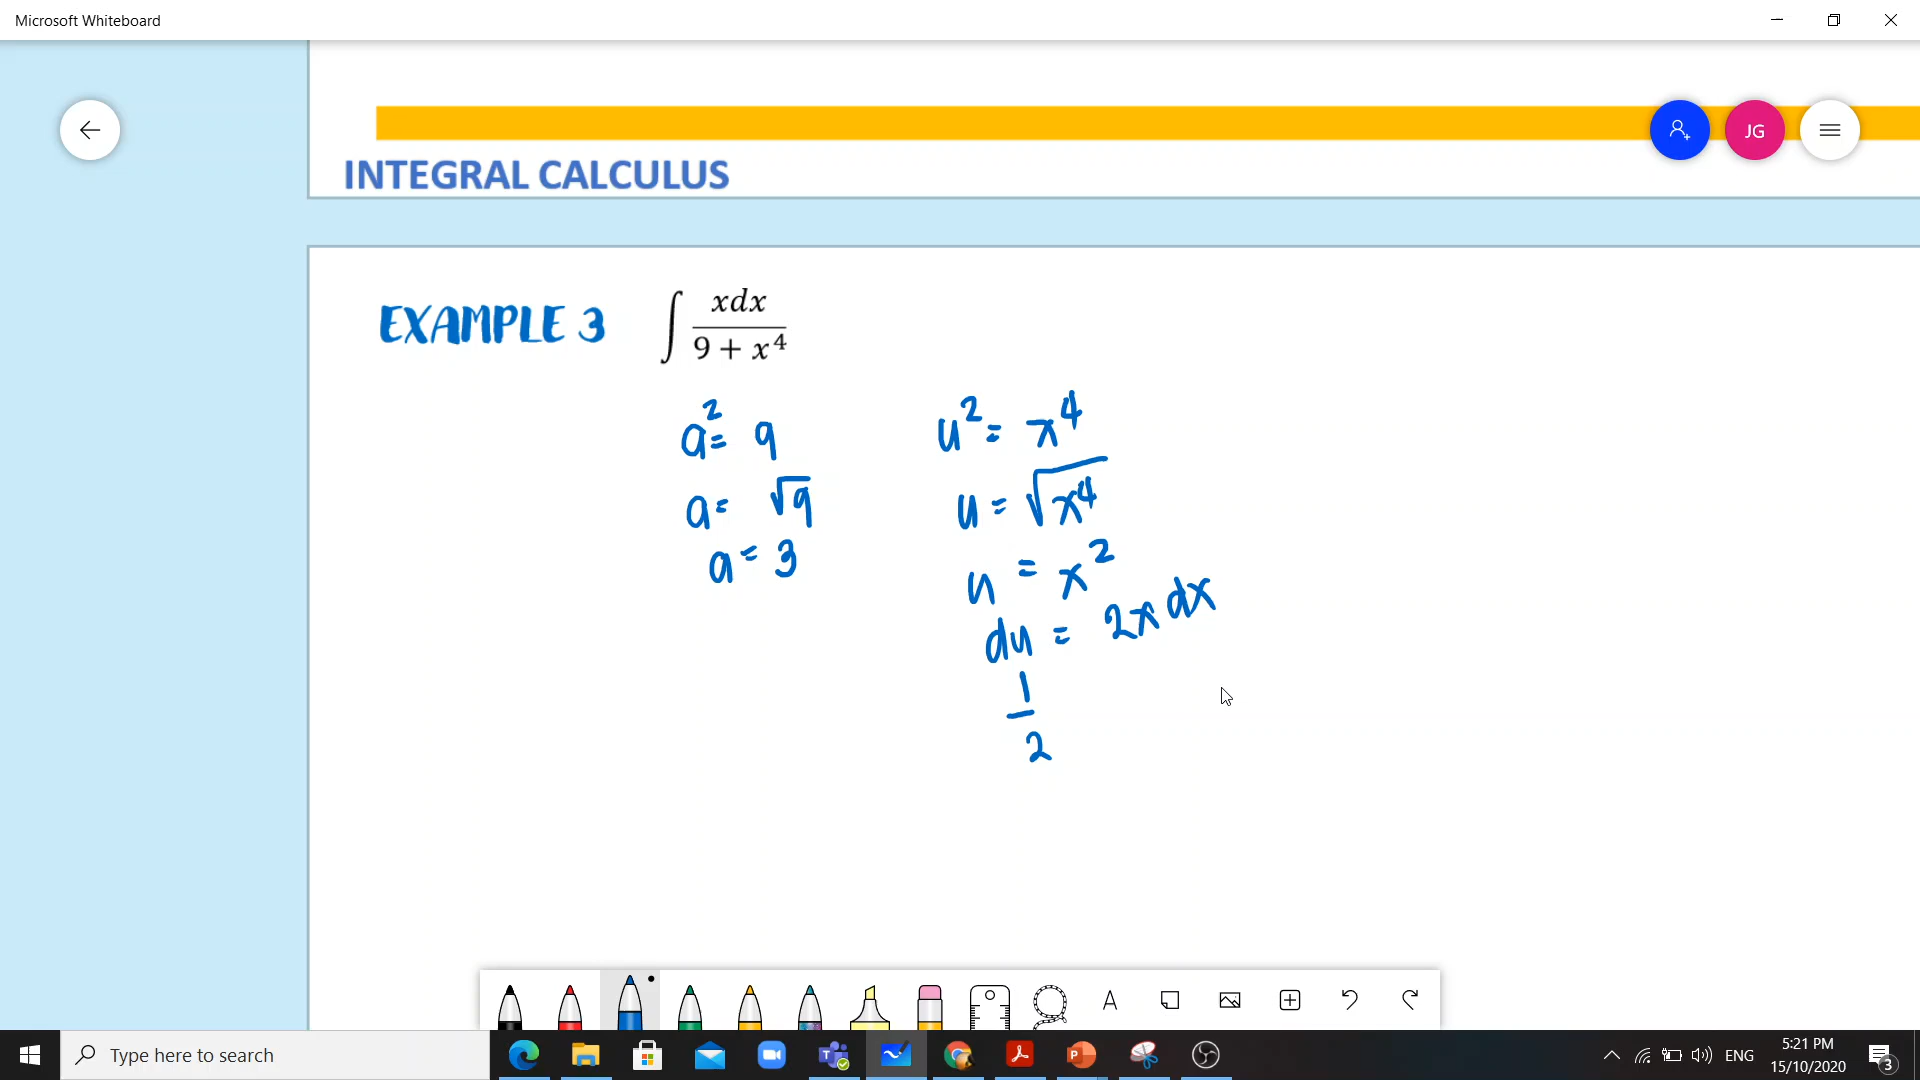 Microsoft Whiteboard
JG
INTEGRAL CALCULUS
EXAMPLE 3 ∫ xdx / 9 + x⁴
a² = 9
a = √9
a = 3
u² = x⁴
u = √x⁴
u = x²
du = 2x dx
1
2
A
Type here to search
ENG
5:21 PM
15/10/2020
3